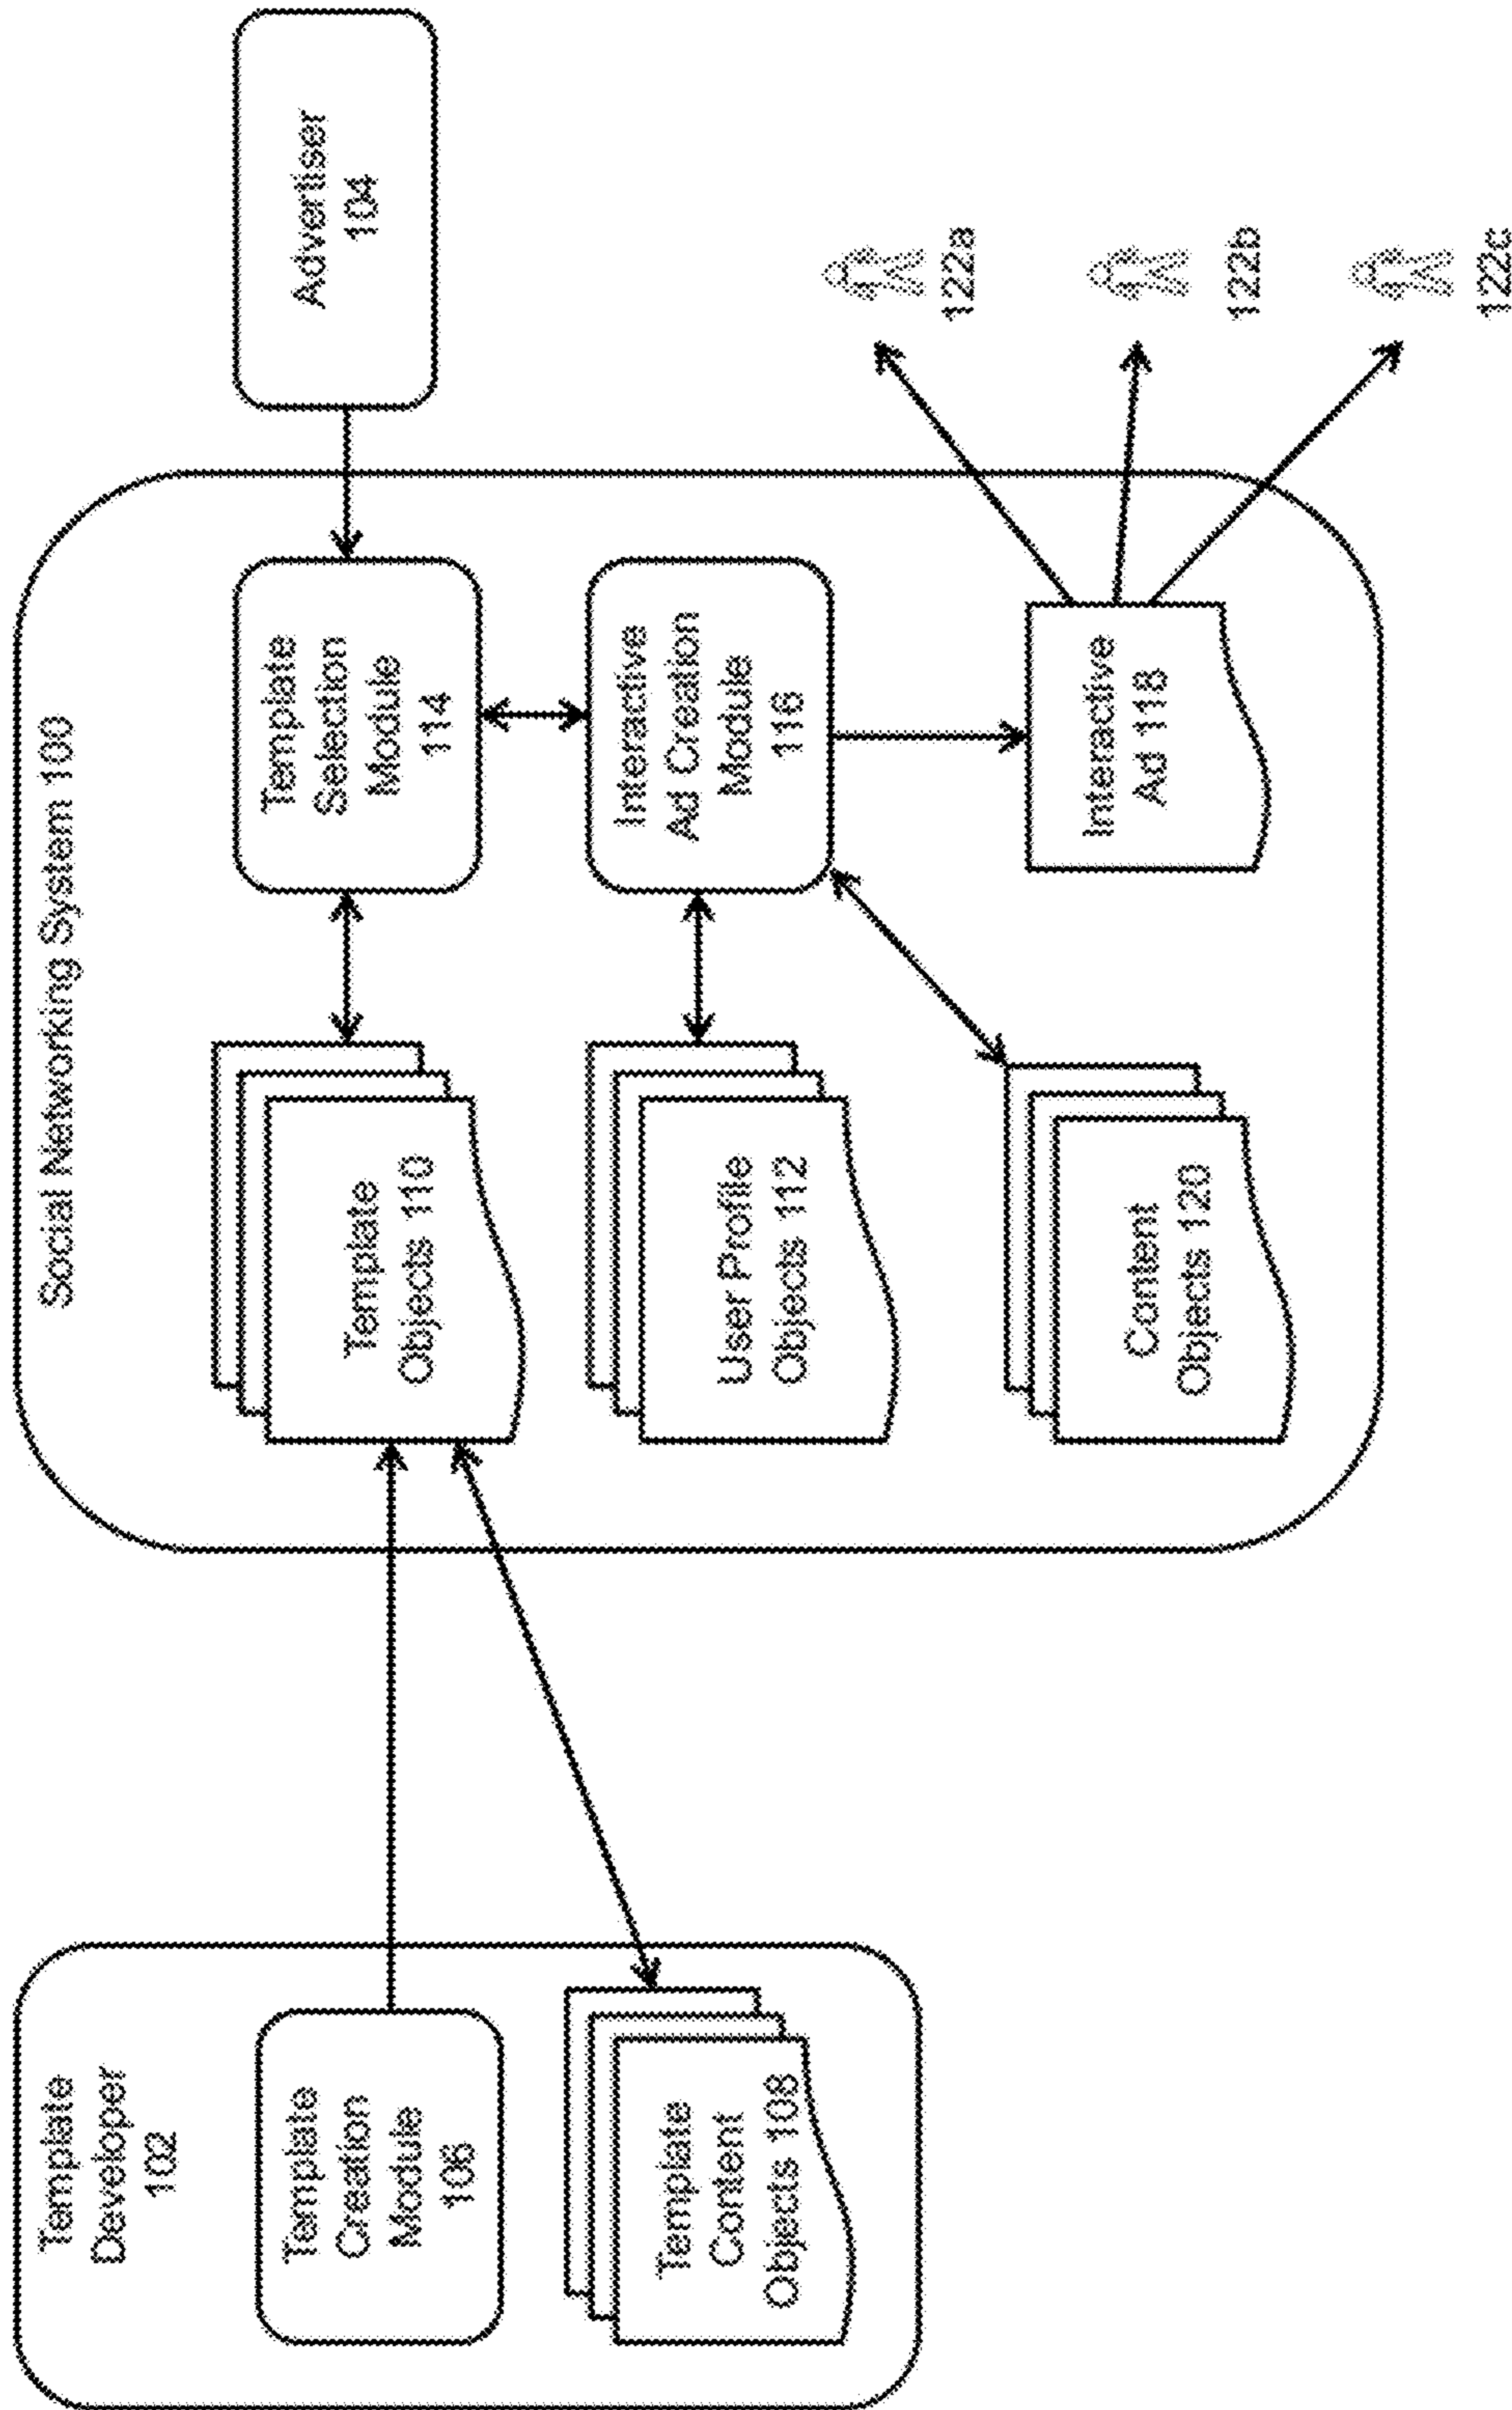 Template
Developer
102
Template
Creation
Module
106
Template
Content
Objects 108
Social Networking System 100
Template
Objects 110
User Profile
Objects 112
Content
Objects 120
Template
Selection
Module
114
Interactive
Ad Creation
Module
116
Interactive
Ad 118
Advertiser
104
122a
122b
122c